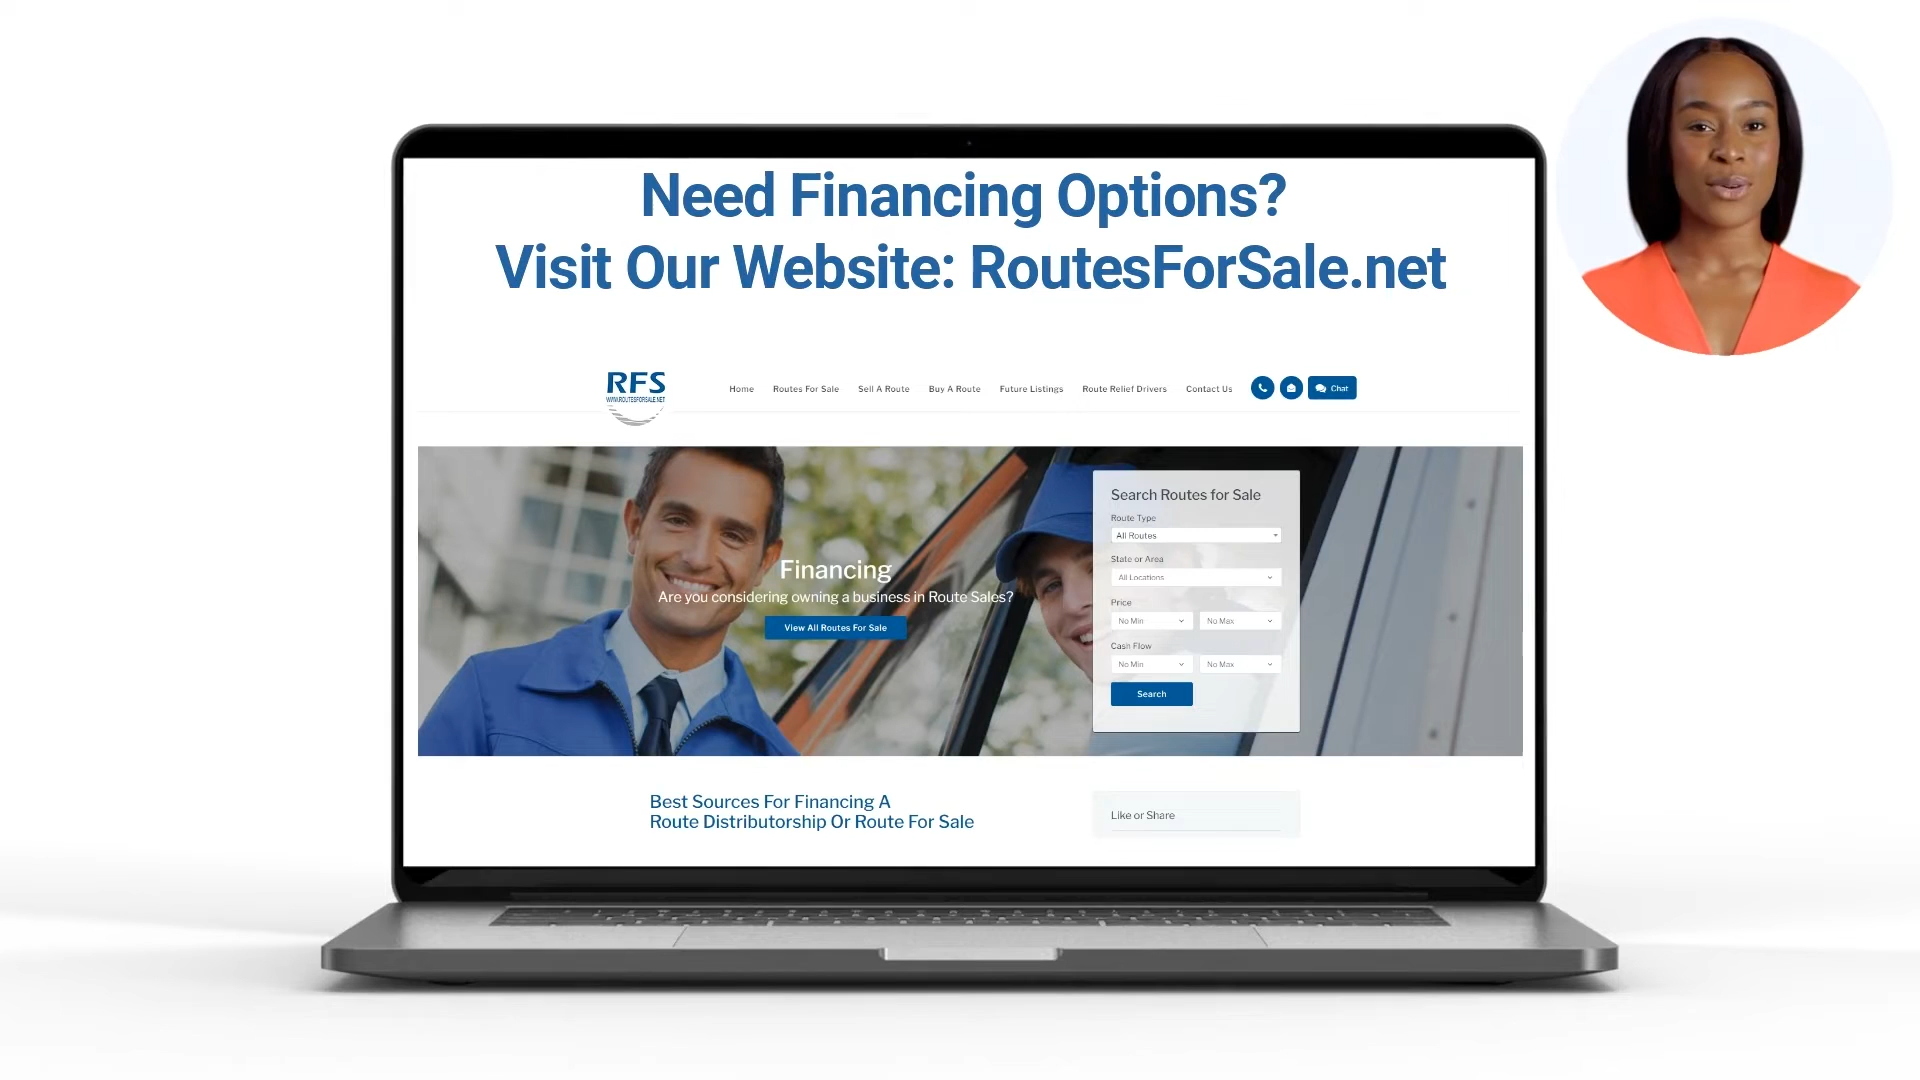 Need Financing Options?
Visit Our Website: RoutesForSale.net
RFS
WWW.ROUTESFORSALE.NET
Home Routes For Sale Sell A Route Buy A Route Future Listings Route Relief Drivers Contact Us Chat
Financing
Are you considering owning a business in Route Sales?
View All Routes For Sale
Search Routes for Sale
Route Type
All Routes
State or Area
All Locations
Price
No Min No Max
Cash Flow
No Min No Max
Search
Best Sources For Financing A
Route Distributorship Or Route For Sale
Like or Share